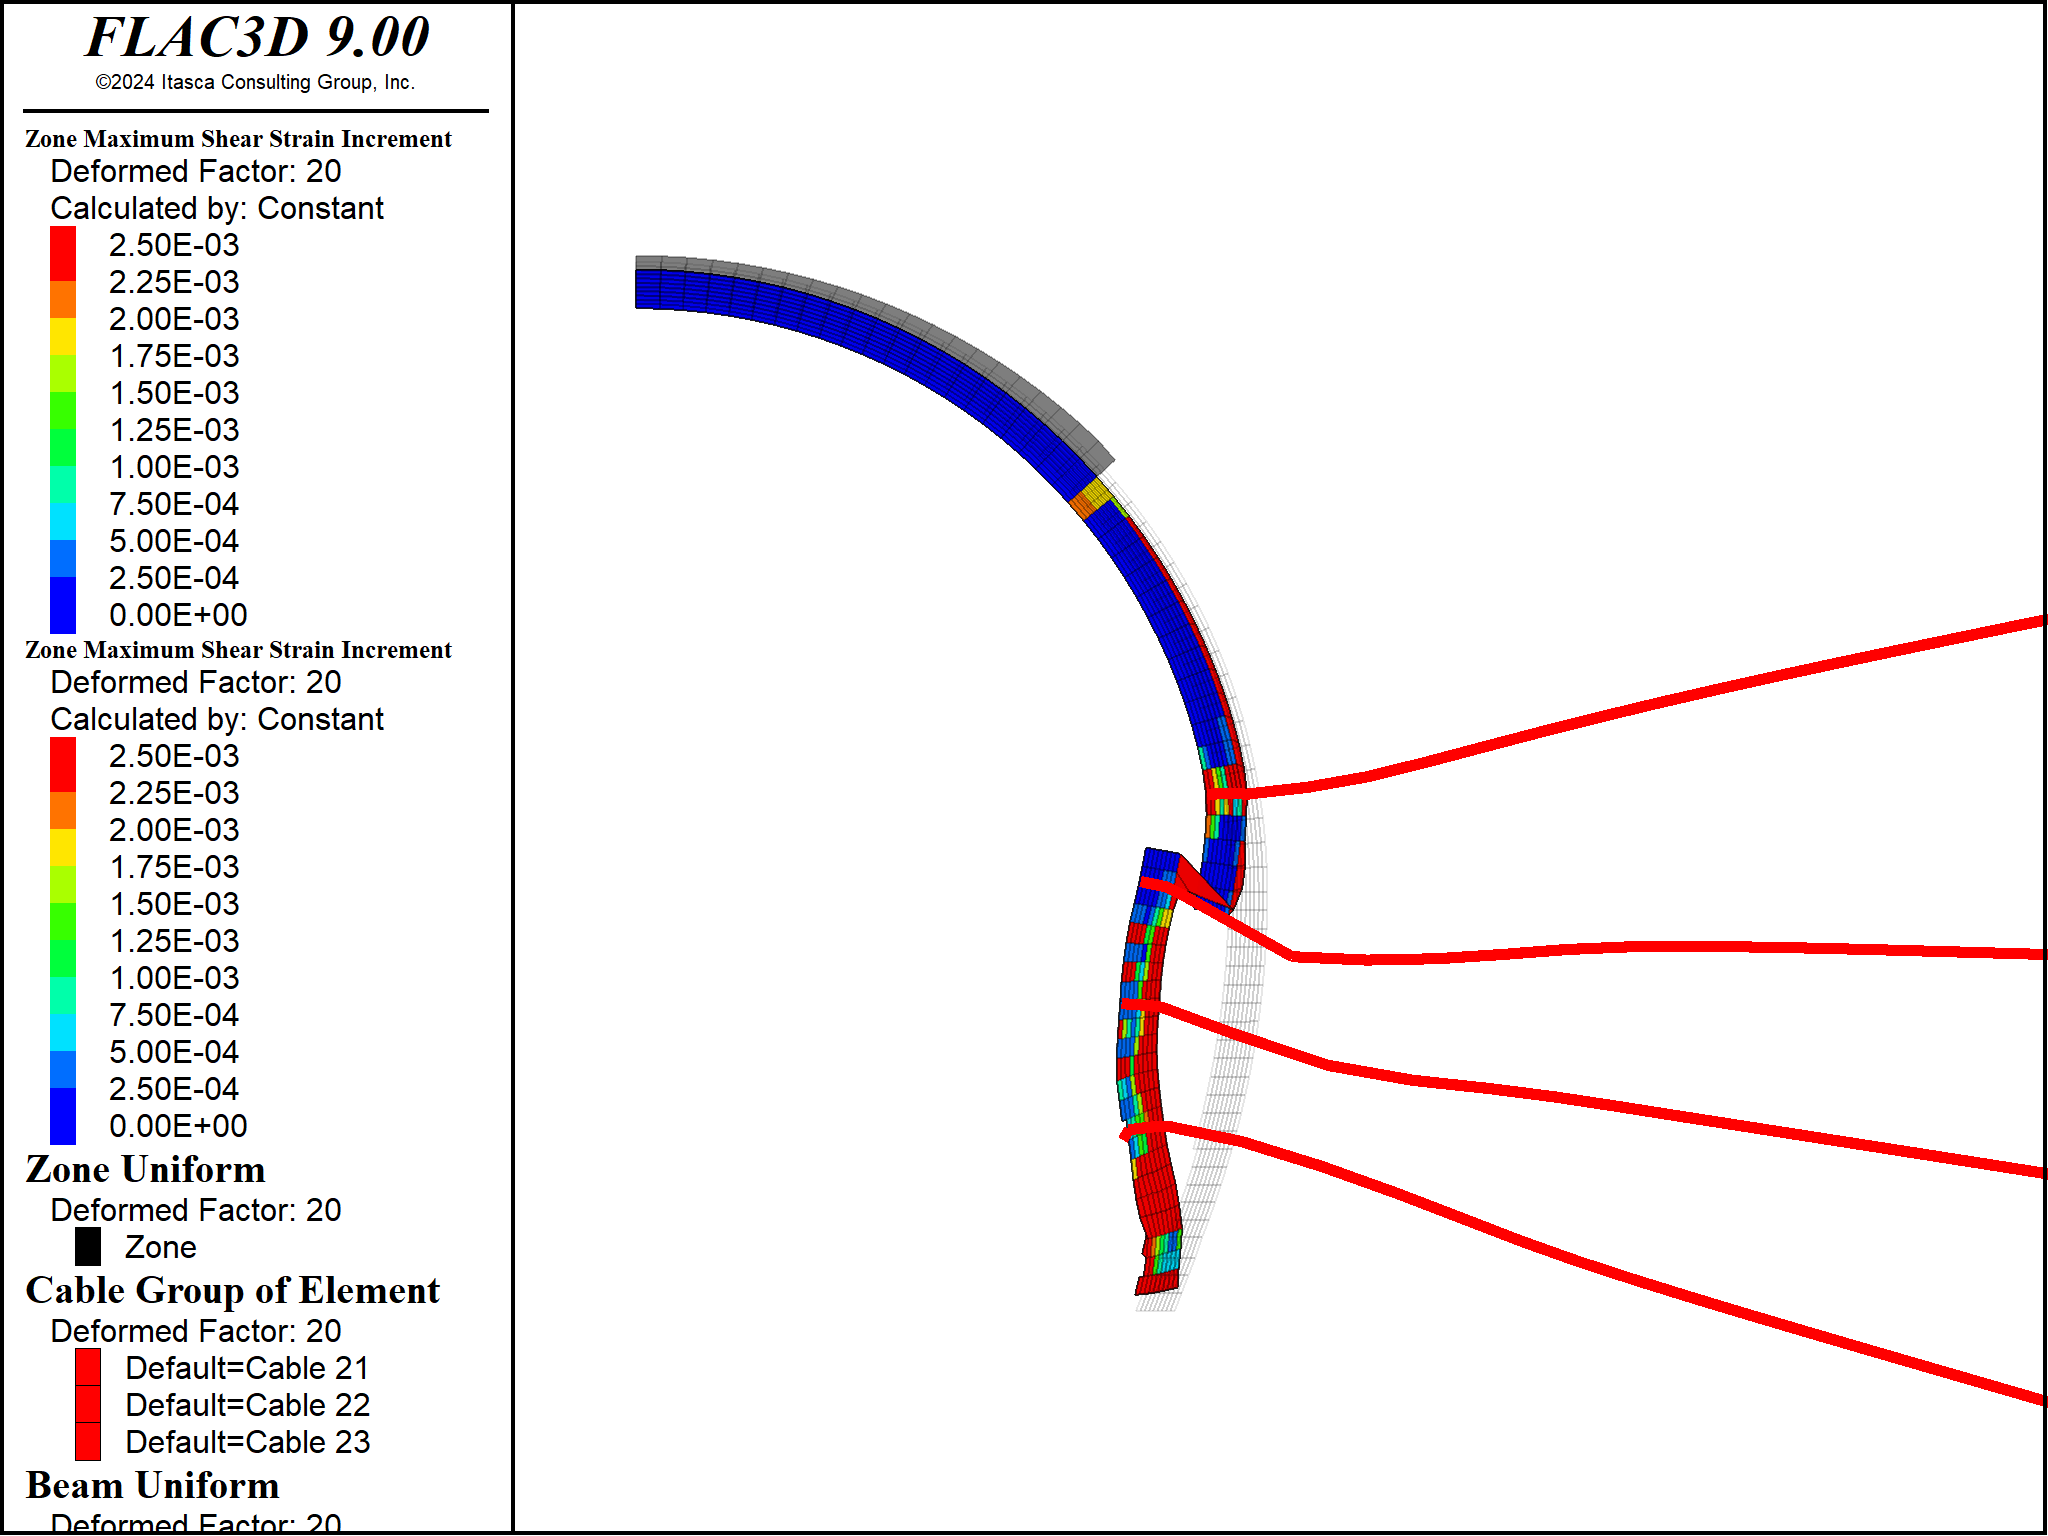 FLAC3D 9.00
©2024 Itasca Consulting Group, Inc.
Zone Maximum Shear Strain Increment
Deformed Factor: 20
Calculated by: Constant
2.50E-03
2.25E-03
2.00E-03
1.75E-03
1.50E-03
1.25E-03
1.00E-03
7.50E-04
5.00E-04
2.50E-04
0.00E+00
Zone Maximum Shear Strain Increment
Deformed Factor: 20
Calculated by: Constant
2.50E-03
2.25E-03
2.00E-03
1.75E-03
1.50E-03
1.25E-03
1.00E-03
7.50E-04
5.00E-04
2.50E-04
0.00E+00
Zone Uniform
Deformed Factor: 20
Zone
Cable Group of Element
Deformed Factor: 20
Default=Cable 21
Default=Cable 22
Default=Cable 23
Beam Uniform
Deformed Factor: 20